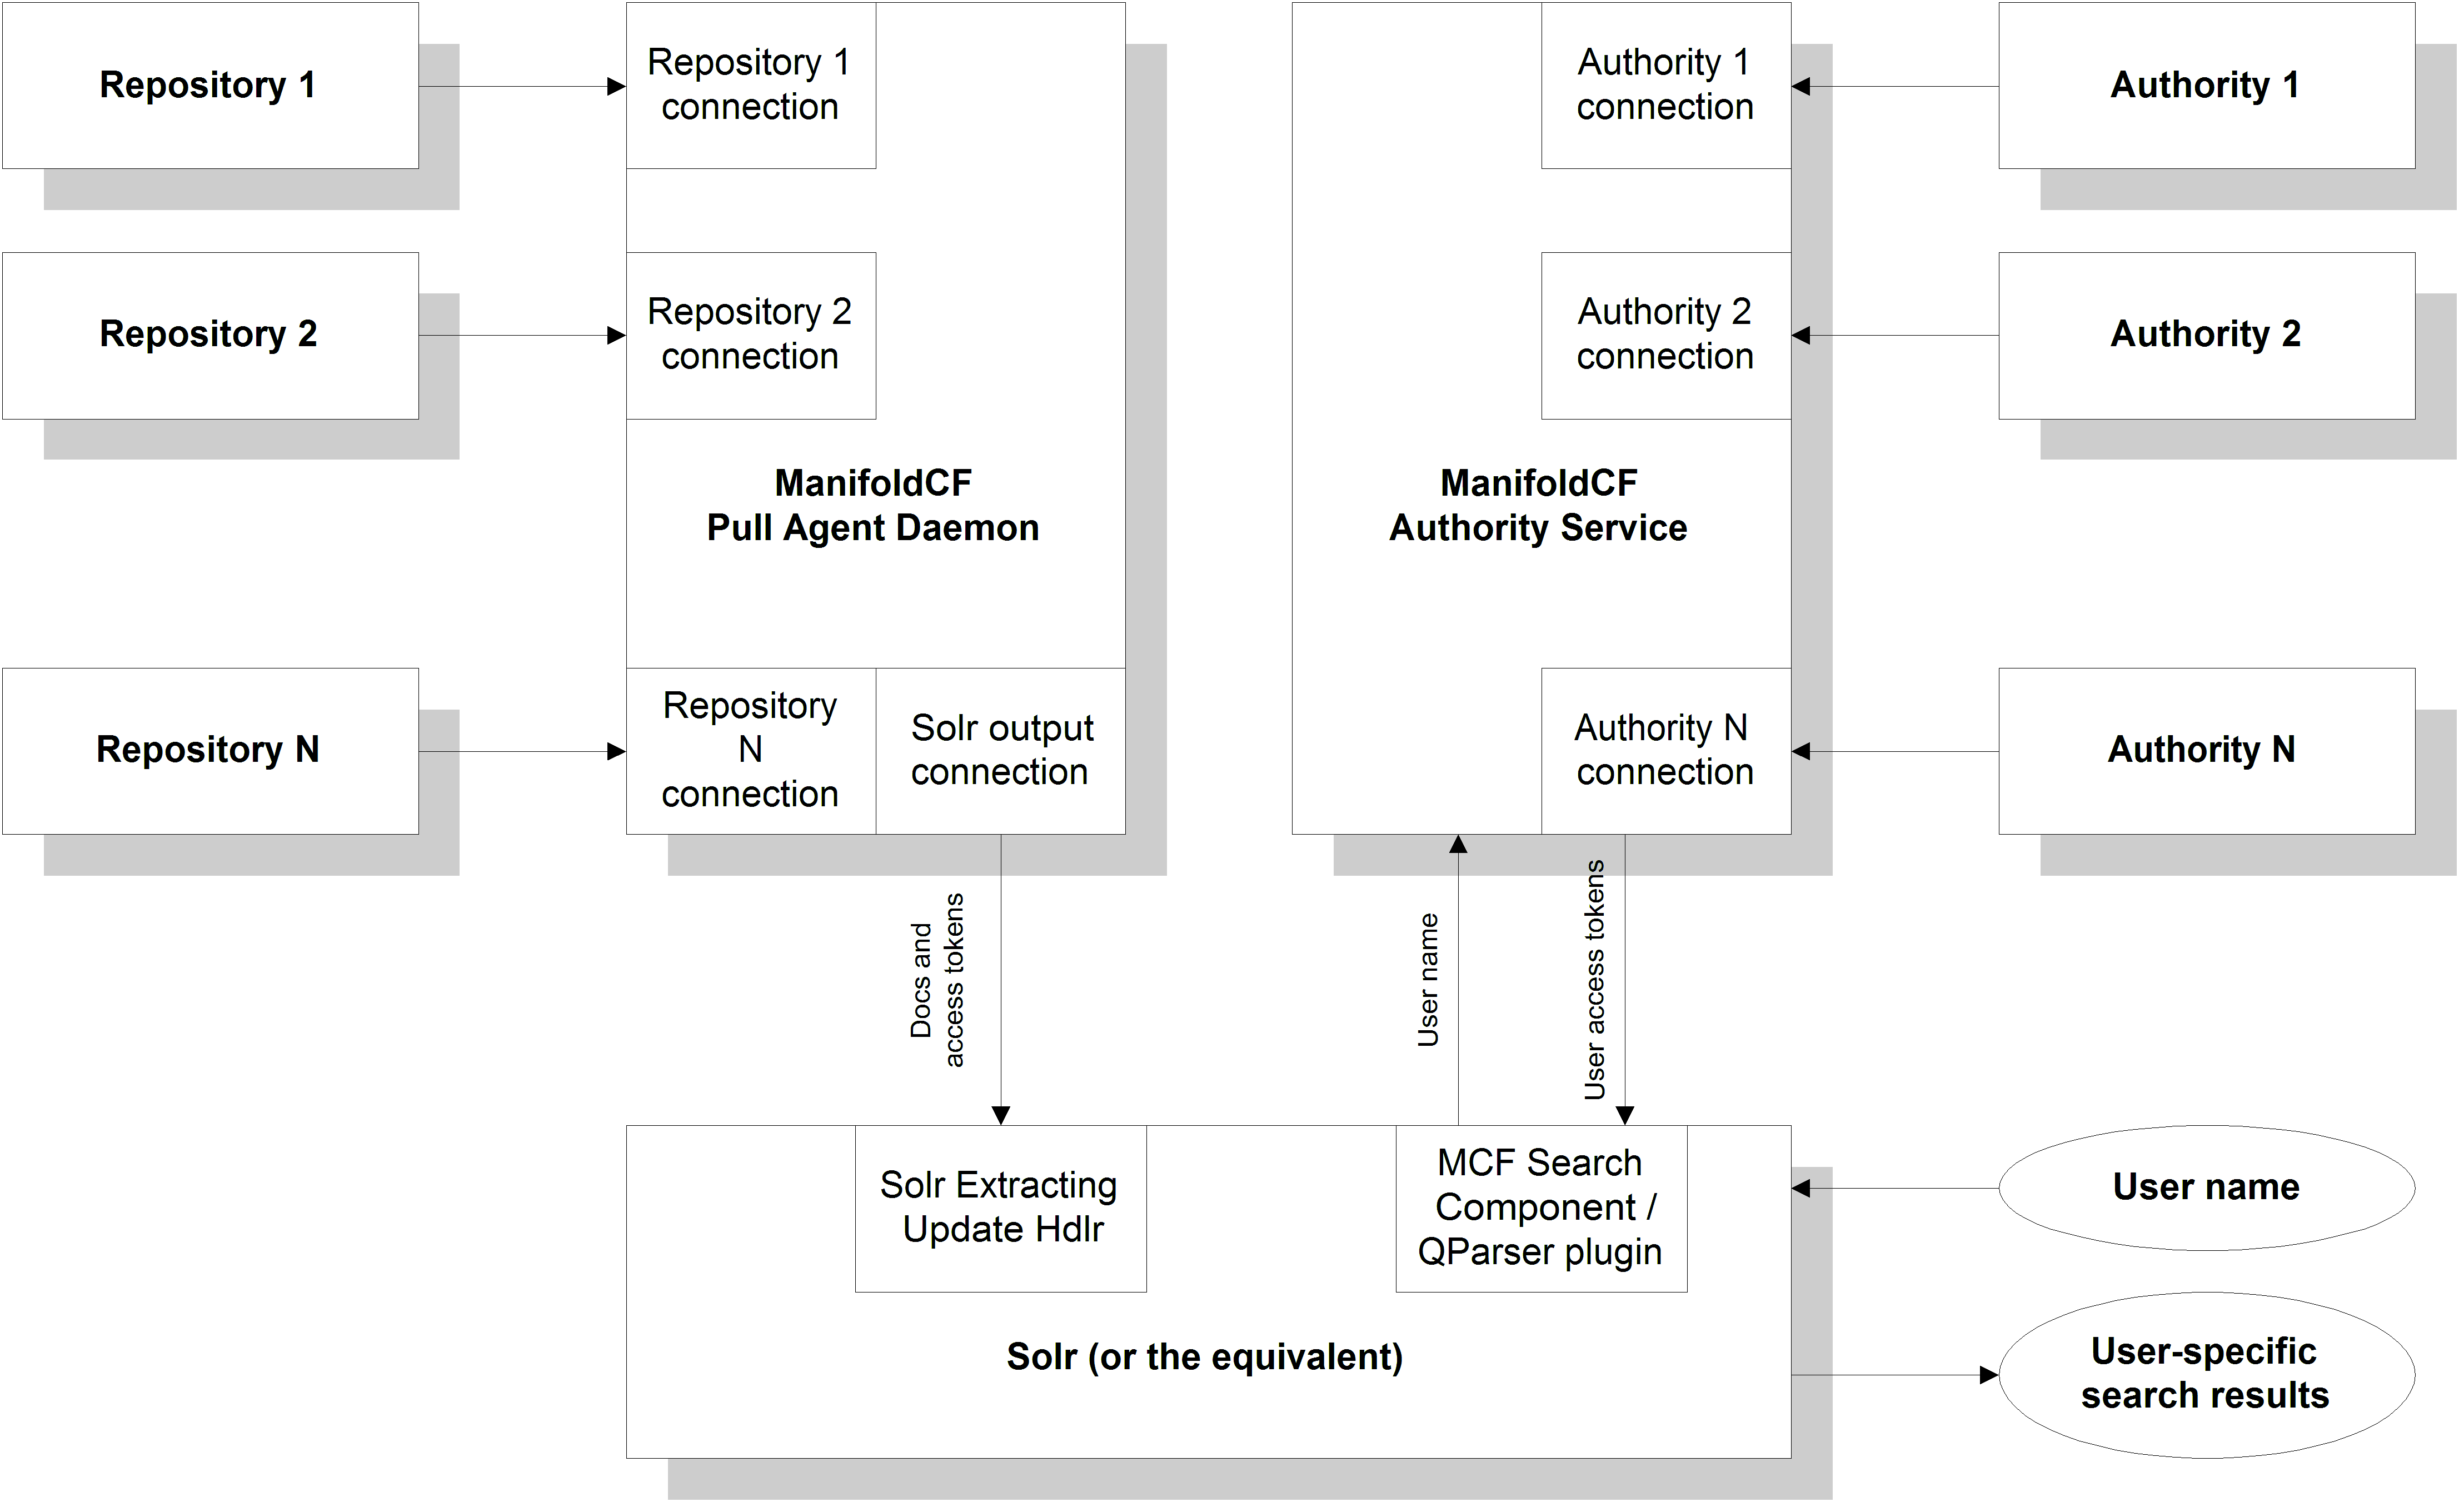 Repository 1
Repository 1
connection
Authority 1
connection
Authority 1
Repository 2
Repository 2
connection
Authority 2
connection
Authority 2
ManifoldCF
Pull Agent Daemon
ManifoldCF
Authority Service
Repository N
Repository
N
connection
Solr output
connection
Authority N
connection
Authority N
Docs and
access tokens
User name
User access tokens
Solr Extracting
Update Hdlr
MCF Search
Component /
QParser plugin
User name
Solr (or the equivalent)
User-specific
search results